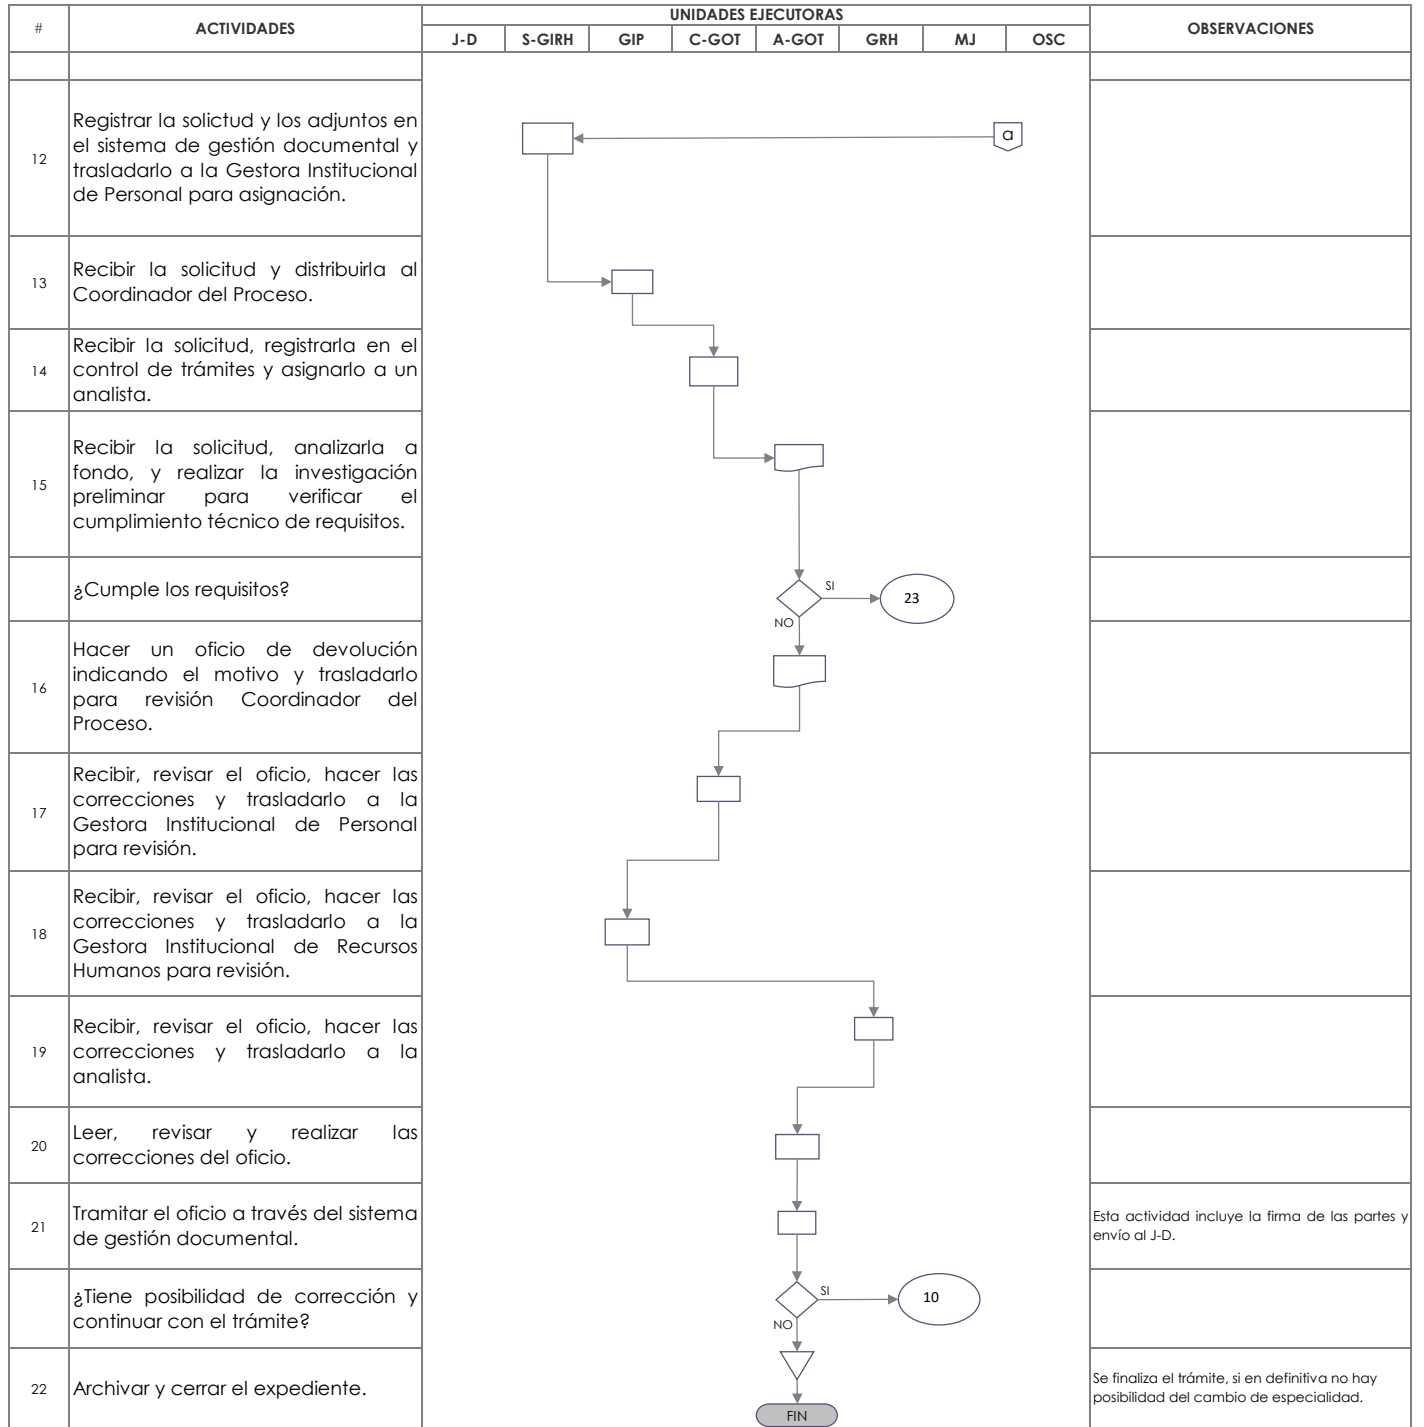 # ACTIVIDADES UNIDADES EJECUTORAS OBSERVACIONES
J-D S-GIRH GIP C-GOT A-GOT GRH MJ OSC
a
12
Registrar la solictud y los adjuntos en
el sistema de gestión documental y
trasladarlo a la Gestora Institucional
de Personal para asignación.
13
Recibir la solicitud y distribuirla al
Coordinador del Proceso.
14
Recibir la solicitud, registrarla en el
control de trámites y asignarlo a un
analista.
15
Recibir la solicitud, analizarla a
fondo, y realizar la investigación
preliminar para verificar el
cumplimiento técnico de requisitos.
¿Cumple los requisitos?
SI
23
NO
16
Hacer un oficio de devolución
indicando el motivo y trasladarlo
para revisión Coordinador del
Proceso.
17
Recibir, revisar el oficio, hacer las
correcciones y trasladarlo a la
Gestora Institucional de Personal
para revisión.
18
Recibir, revisar el oficio, hacer las
correcciones y trasladarlo a la
Gestora Institucional de Recursos
Humanos para revisión.
19
Recibir, revisar el oficio, hacer las
correcciones y trasladarlo a la
analista.
20
Leer, revisar y realizar las
correcciones del oficio.
21
Tramitar el oficio a través del sistema
de gestión documental.
Esta actividad incluye la firma de las partes y
envío al J-D.
¿Tiene posibilidad de corrección y
continuar con el trámite?
SI
10
NO
22
Archivar y cerrar el expediente.
Se finaliza el trámite, si en definitiva no hay
posibilidad del cambio de especialidad.
FIN